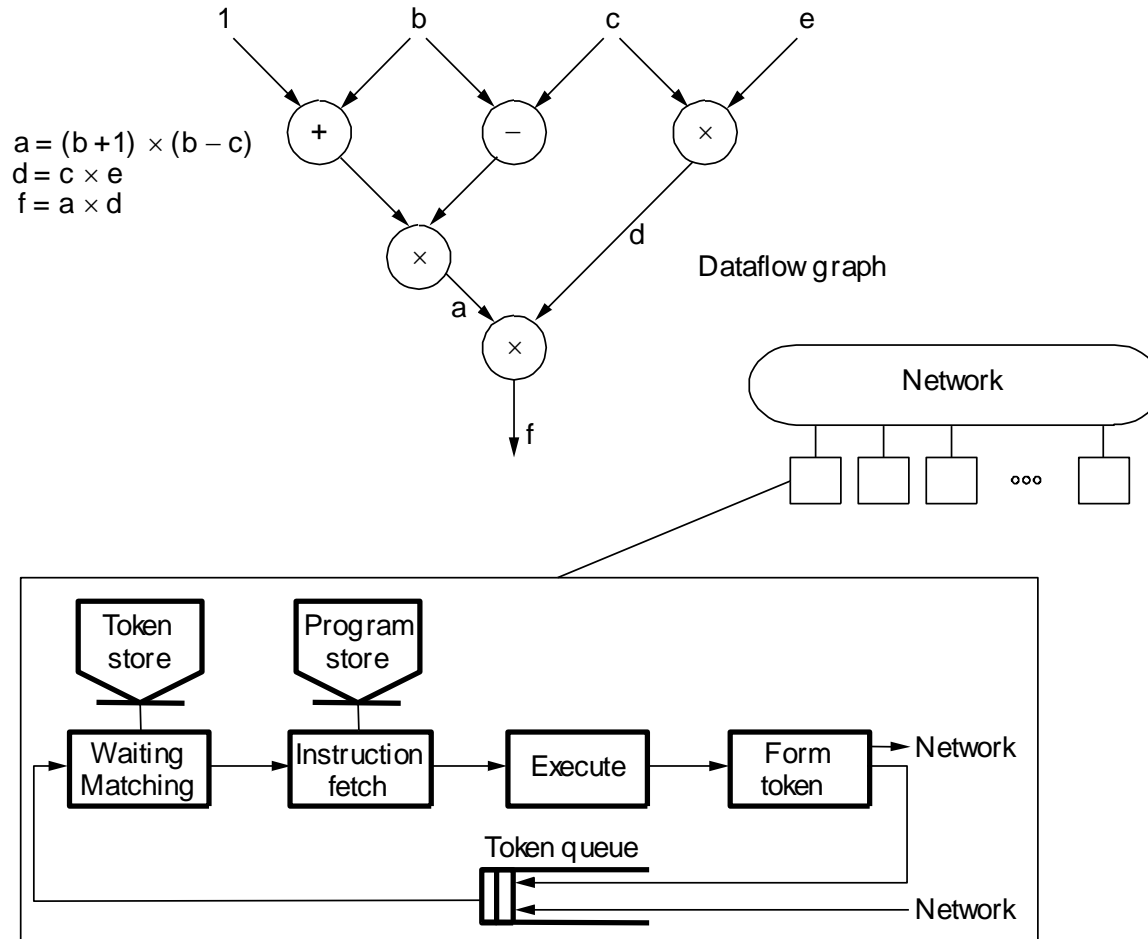 1 b c e
+ − ×
a = (b +1) × (b – c)
d = c × e
f = a × d
×
d
Dataflow graph
a
×
Network
f
Token
store
Program
store
Waiting
Matching
Instruction
fetch
Execute
Form
token
Network
Token queue
Network